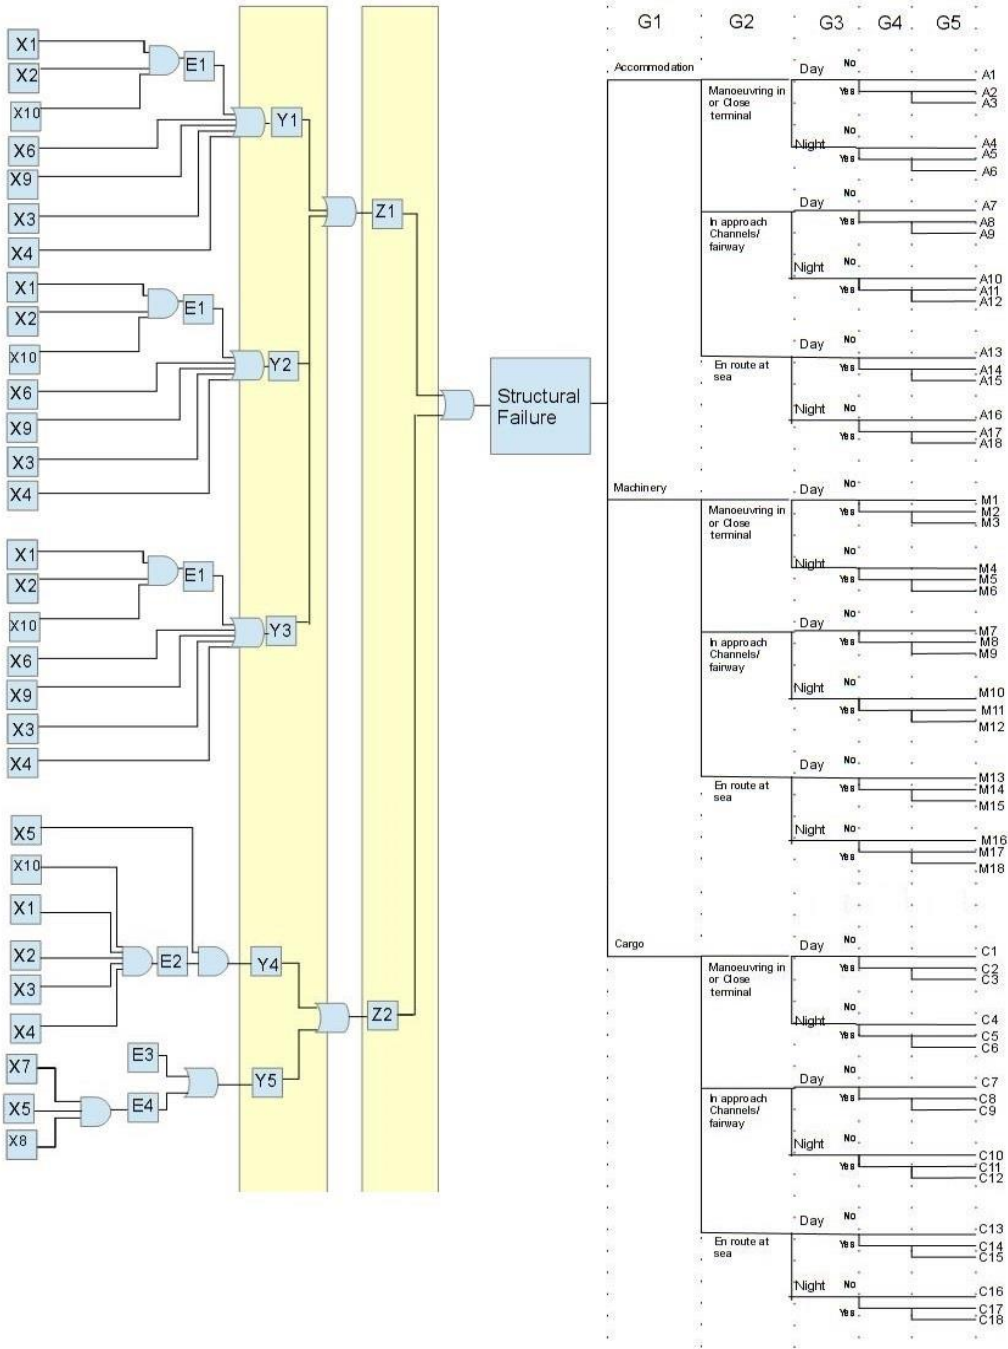 G1 G2 G3 G4 G5
X1
X2
X10
E1
X6
X9
X3
X4
Y1
X1
X2
X10
E1
X6
X9
X3
X4
Y2
X1
X2
X10
E1
X6
X9
X3
X4
Y3
Z1
X5
X10
X1
X2
X3
X4
E2
Y4
X7
X5
X8
E3
E4
Y5
Z2
Structural
Failure
Accommodation
Manoeuvring in
or Close
terminal
Day
No
Yes
A1
A2
A3
Night
No
Yes
A4
A5
A6
In approach
Channels/
fairway
Day
No
Yes
A7
A8
A9
Night
No
Yes
A10
A11
A12
En route at
sea
Day
No
Yes
A13
A14
A15
Night
No
Yes
A16
A17
A18
Machinery
Manoeuvring in
or Close
terminal
Day
No
Yes
M1
M2
M3
Night
No
Yes
M4
M5
M6
In approach
Channels/
fairway
Day
No
Yes
M7
M8
M9
Night
No
Yes
M10
M11
M12
En route at
sea
Day
No
Yes
M13
M14
M15
Night
No
Yes
M16
M17
M18
Cargo
Manoeuvring in
or Close
terminal
Day
No
Yes
C1
C2
C3
Night
No
Yes
C4
C5
C6
In approach
Channels/
fairway
Day
No
Yes
C7
C8
C9
Night
No
Yes
C10
C11
C12
En route at
sea
Day
No
Yes
C13
C14
C15
Night
No
Yes
C16
C17
C18